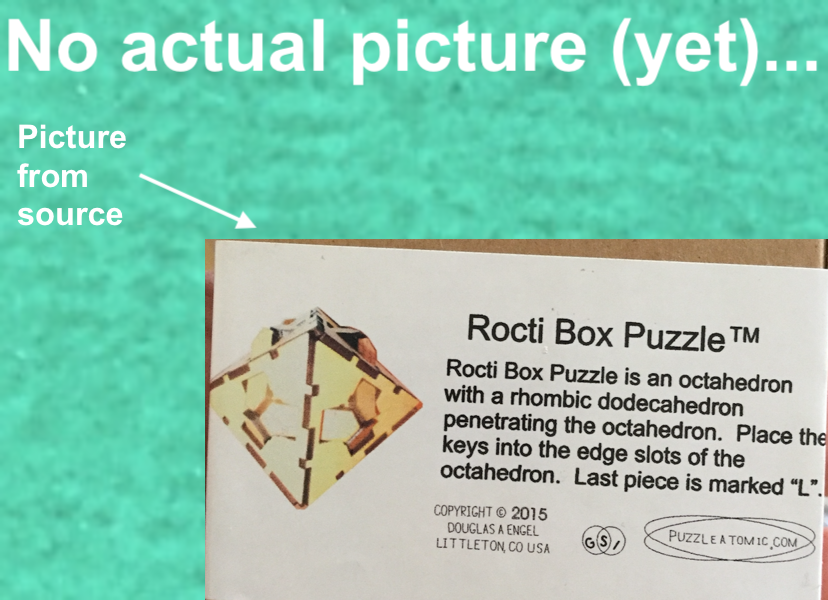 No actual picture (yet)...
Picture
from
source
Rocti Box Puzzle™
Rocti Box Puzzle is an octahedron
with a rhombic dodecahedron
penetrating the octahedron. Place the
keys into the edge slots of the
octahedron. Last piece is marked “L”.
COPYRIGHT © 2015
DOUGLAS A ENGEL
LITTLETON, CO USA
GSI
PUZZLEATOMIC.COM